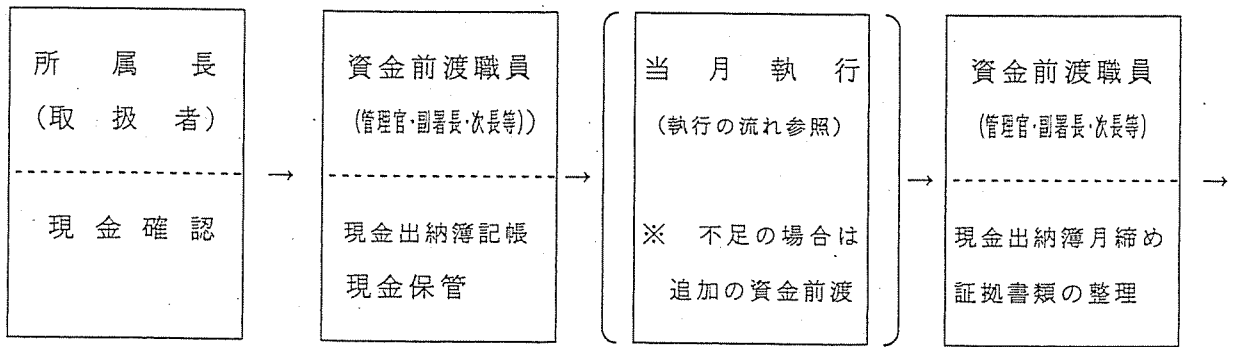 所属長
(取扱者)
現金確認
→
資金前渡職員
(管理官・副署長・次長等))
現金出納簿記帳
現金保管
→
当月執行
(執行の流れ参照)
※ 不足の場合は
追加の資金前渡
→
資金前渡職員
(管理官・副署長・次長等)
現金出納簿月締め
証拠書類の整理
→